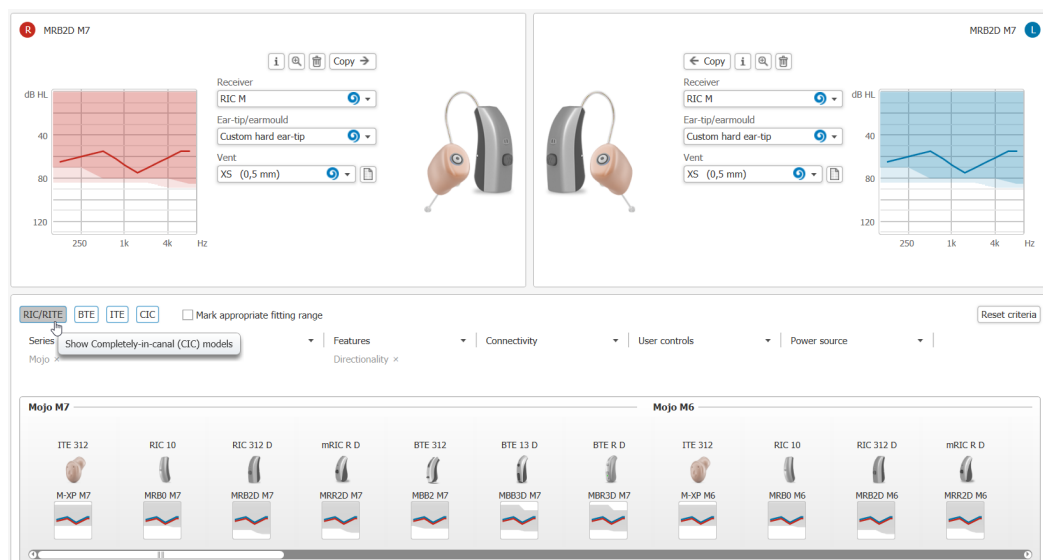 R MRB2D M7
MRB2D M7 L
i Copy →
← Copy i
Receiver
RIC M
Ear-tip/earmould
Custom hard ear-tip
Vent
XS (0,5 mm)
dB HL
40
80
120
250 1k 4k Hz
Receiver
RIC M
Ear-tip/earmould
Custom hard ear-tip
Vent
XS (0,5 mm)
dB HL
40
80
120
250 1k 4k Hz
RIC/RITE BTE ITE CIC Mark appropriate fitting range Reset criteria
Show Completely-in-canal (CIC) models
Series Features Connectivity User controls Power source
Mojo × Directionality ×
Mojo M7 Mojo M6
ITE 312 RIC 10 RIC 312 D mRIC R D BTE 312 BTE 13 D BTE R D ITE 312 RIC 10 RIC 312 D mRIC R D
M-XP M7 MRB0 M7 MRB2D M7 MRR2D M7 MBB2 M7 MBB3D M7 MBR3D M7 M-XP M6 MRB0 M6 MRB2D M6 MRR2D M6